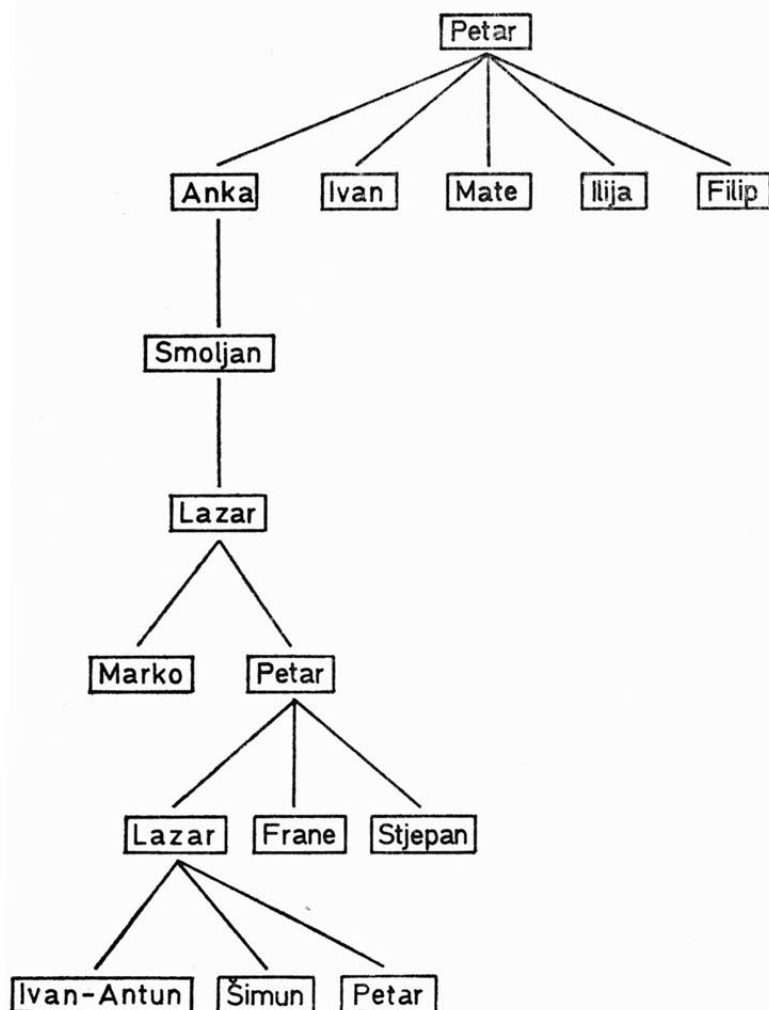 Petar
Anka Ivan Mate Ilija Filip
Smoljan
Lazar
Marko Petar
Lazar Frane Stjepan
Ivan-Antun Šimun Petar